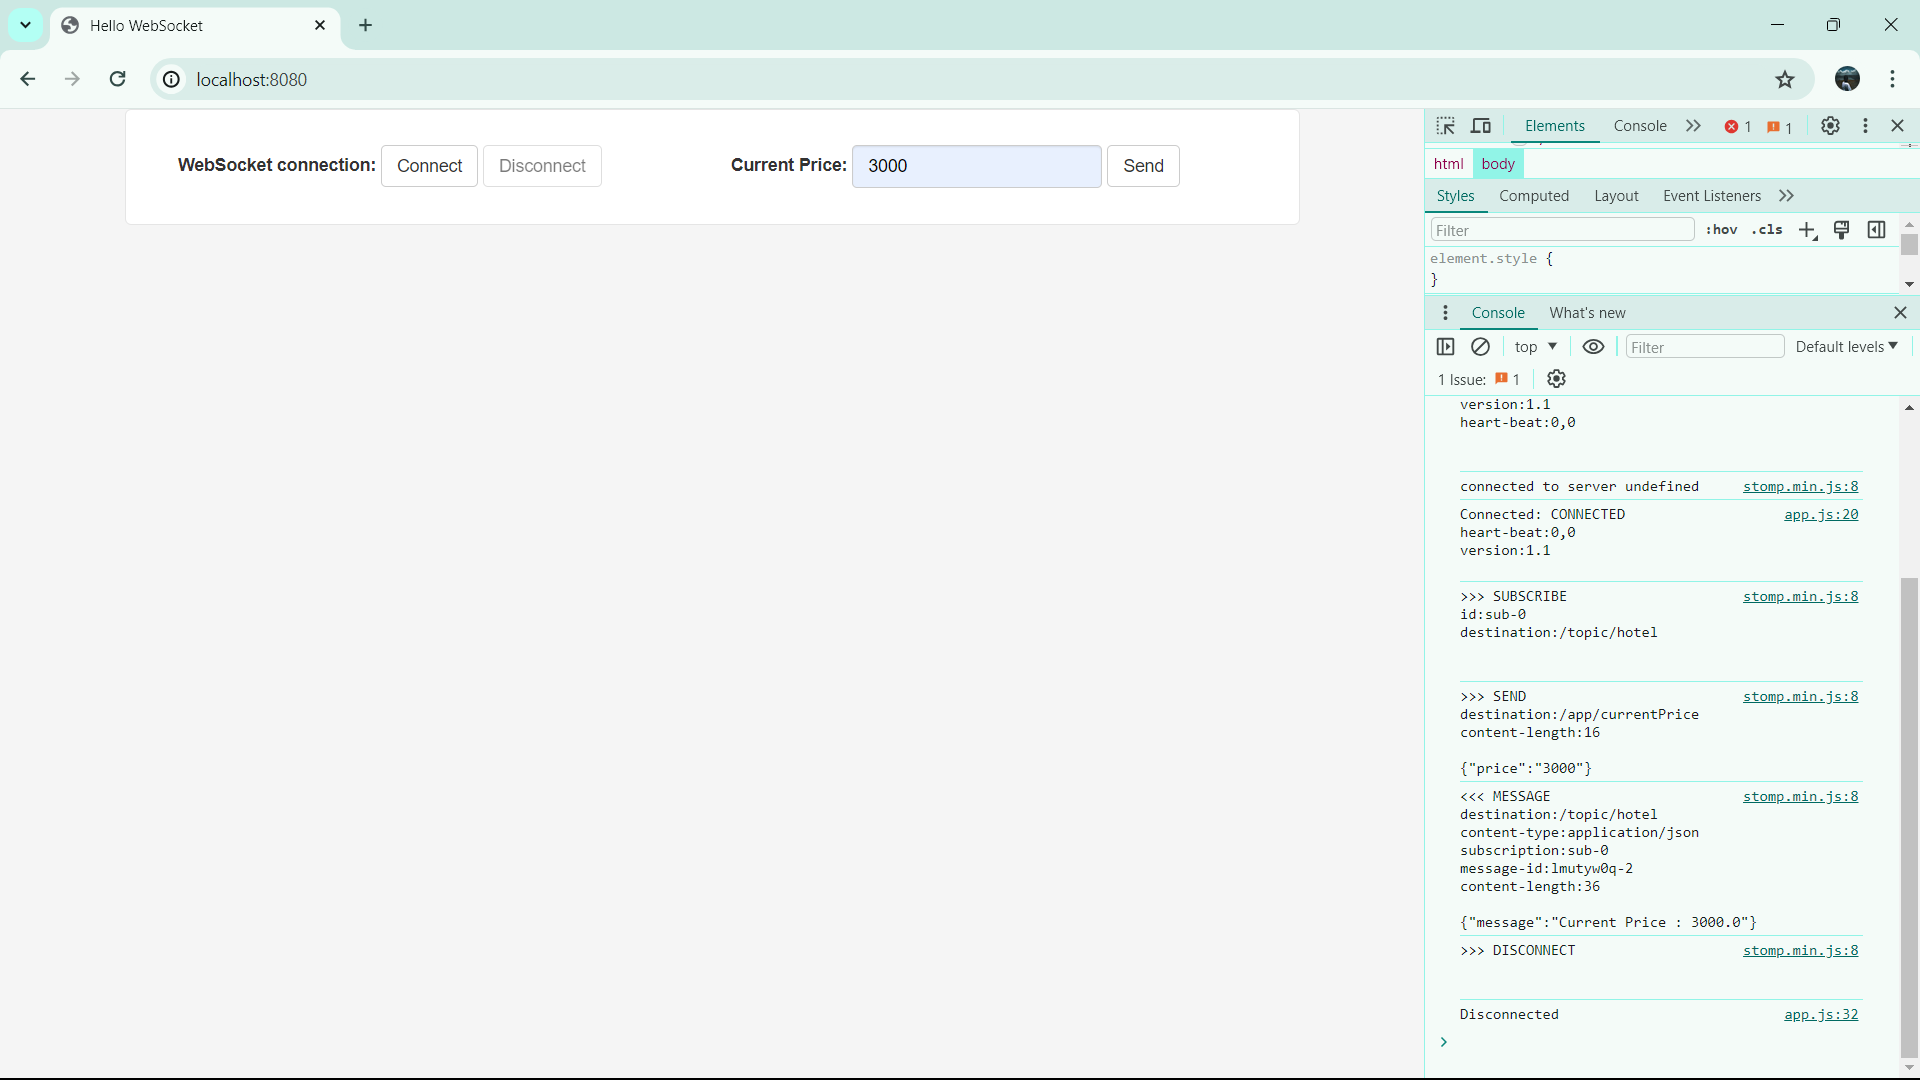 Hello WebSocket
localhost:8080
WebSocket connection: Connect Disconnect Current Price: 3000 Send
Elements Console 1 1
html body
Styles Computed Layout Event Listeners
Filter :hov .cls
element.style {
}
Console What's new
top Filter Default levels
1 Issue: 1
version:1.1
heart-beat:0,0
connected to server undefined stomp.min.js:8
Connected: CONNECTED app.js:20
heart-beat:0,0
version:1.1
>>> SUBSCRIBE stomp.min.js:8
id:sub-0
destination:/topic/hotel
>>> SEND stomp.min.js:8
destination:/app/currentPrice
content-length:16
{"price":"3000"}
<<< MESSAGE stomp.min.js:8
destination:/topic/hotel
content-type:application/json
subscription:sub-0
message-id:lmutyw0q-2
content-length:36
{"message":"Current Price : 3000.0"}
>>> DISCONNECT stomp.min.js:8
Disconnected app.js:32